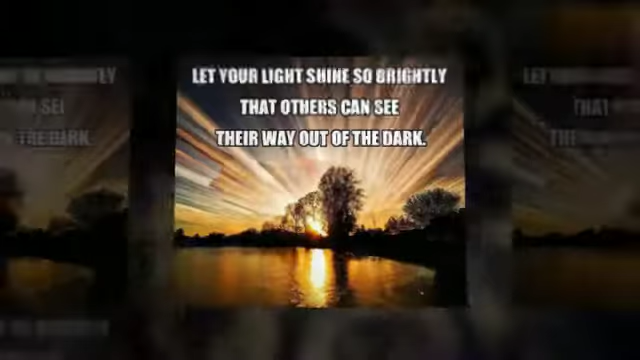 LET YOUR LIGHT SHINE SO BRIGHTLY
THAT OTHERS CAN SEE
THEIR WAY OUT OF THE DARK.